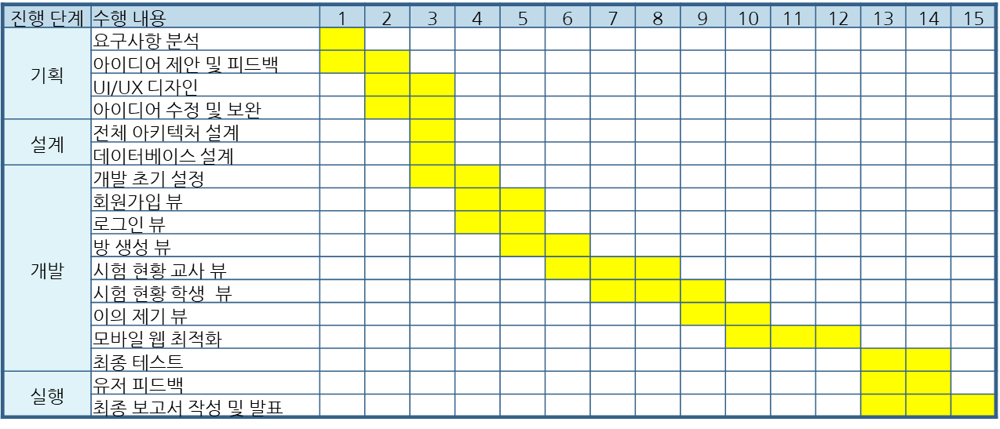 진행 단계 수행 내용 1 2 3 4 5 6 7 8 9 10 11 12 13 14 15
기획
요구사항 분석
아이디어 제안 및 피드백
UI/UX 디자인
아이디어 수정 및 보완
설계
전체 아키텍처 설계
데이터베이스 설계
개발
개발 초기 설정
회원가입 뷰
로그인 뷰
방 생성 뷰
시험 현황 교사 뷰
시험 현황 학생 뷰
이의 제기 뷰
모바일 웹 최적화
최종 테스트
실행
유저 피드백
최종 보고서 작성 및 발표